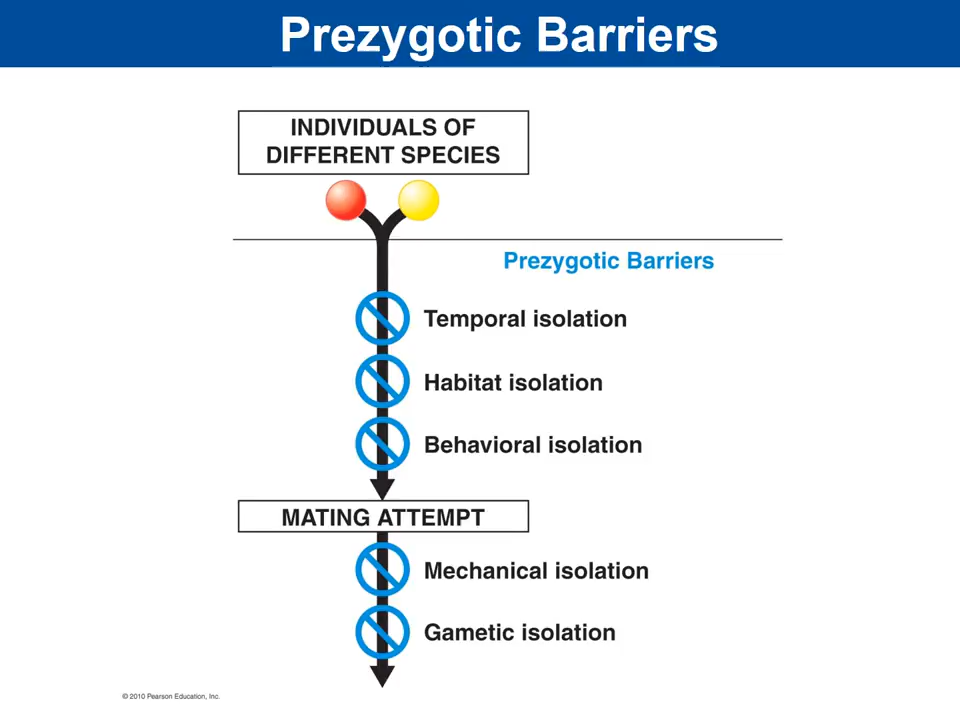 Prezygotic Barriers
INDIVIDUALS OF
DIFFERENT SPECIES
Prezygotic Barriers
Temporal isolation
Habitat isolation
Behavioral isolation
MATING ATTEMPT
Mechanical isolation
Gametic isolation
© 2010 Pearson Education, Inc.